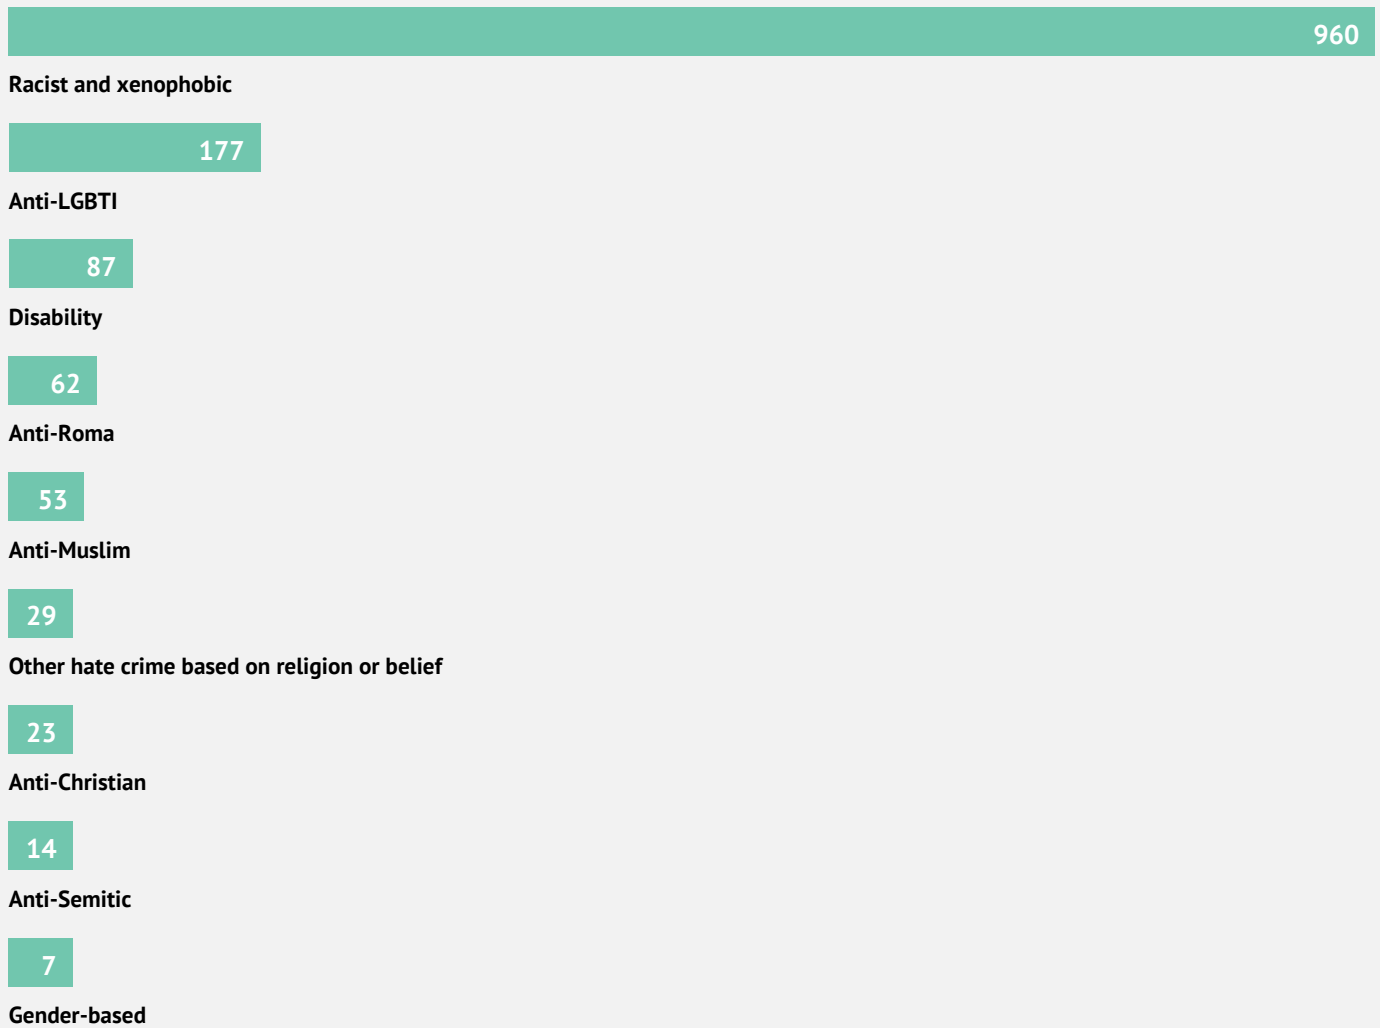 960
Racist and xenophobic
177
Anti-LGBTI
87
Disability
62
Anti-Roma
53
Anti-Muslim
29
Other hate crime based on religion or belief
23
Anti-Christian
14
Anti-Semitic
7
Gender-based